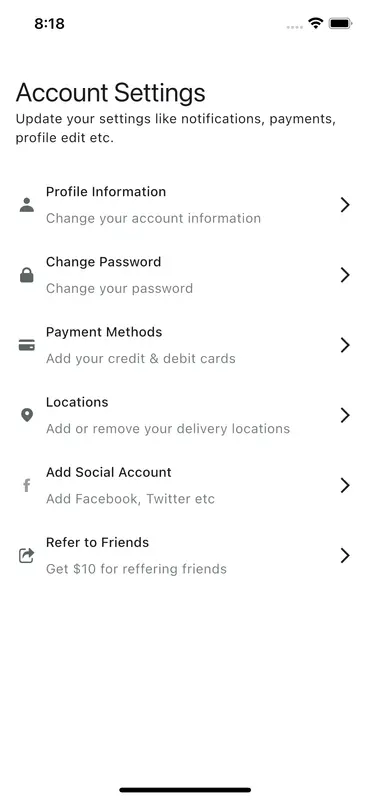 8:18
Account Settings
Update your settings like notifications, payments,
profile edit etc.
Profile Information
Change your account information
Change Password
Change your password
Payment Methods
Add your credit & debit cards
Locations
Add or remove your delivery locations
Add Social Account
Add Facebook, Twitter etc
Refer to Friends
Get $10 for reffering friends